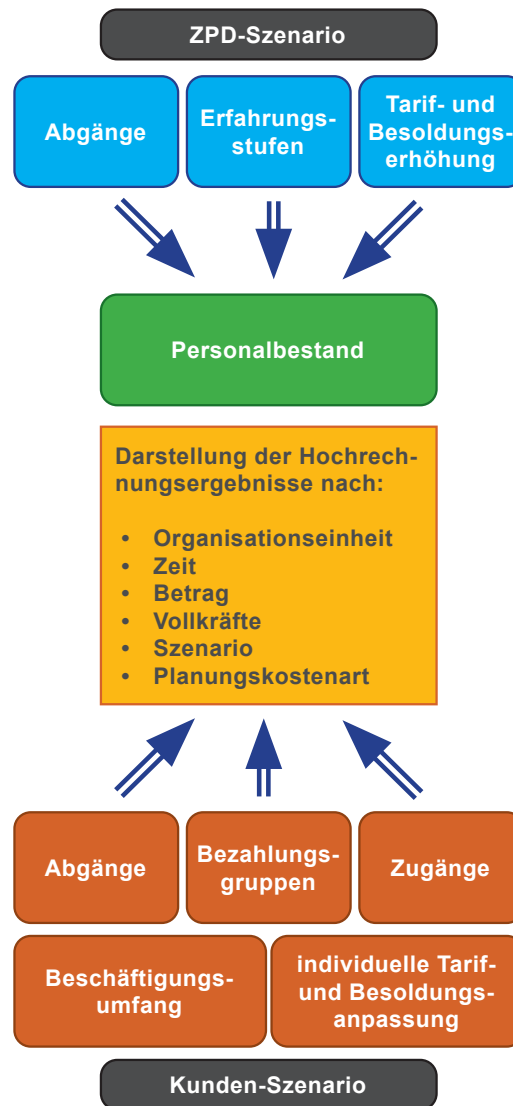 ZPD-Szenario
Abgänge
Erfahrungs-
stufen
Tarif- und
Besoldungs-
erhöhung
Personalbestand
Darstellung der Hochrech-
nungsergebnisse nach:
• Organisationseinheit
• Zeit
• Betrag
• Vollkräfte
• Szenario
• Planungskostenart
Abgänge
Bezahlungs-
gruppen
Zugänge
Beschäftigungs-
umfang
individuelle Tarif-
und Besoldungs-
anpassung
Kunden-Szenario